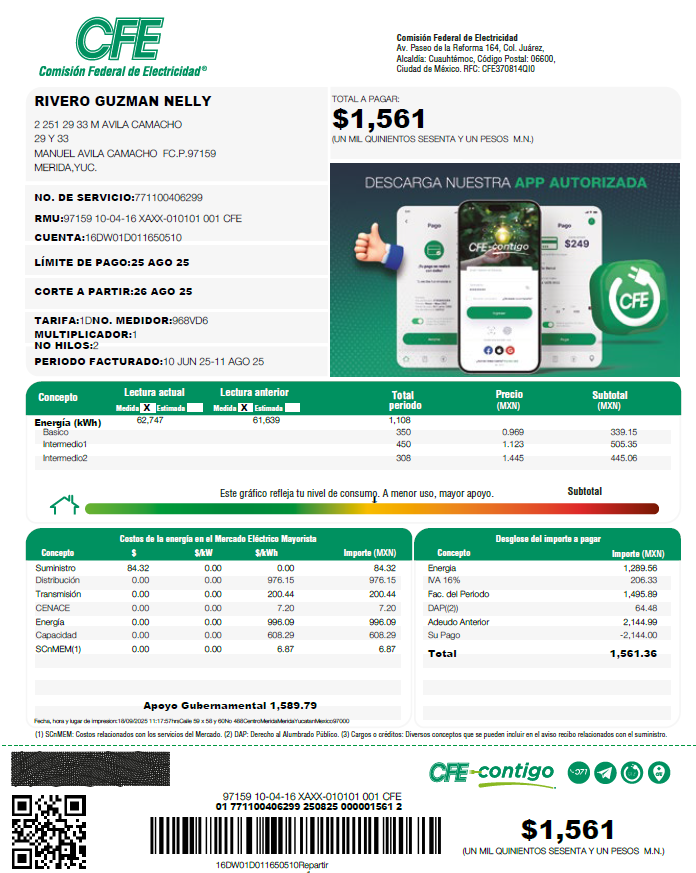 CFE
Comisión Federal de Electricidad®
Comisión Federal de Electricidad
Av. Paseo de la Reforma 164, Col. Juárez,
Alcaldía: Cuauhtémoc, Código Postal: 06600,
Ciudad de México. RFC: CFE370814QI0
RIVERO GUZMAN NELLY
2 251 29 33 M AVILA CAMACHO
29 Y 33
MANUEL AVILA CAMACHO FC.P.97159
MERIDA,YUC.
TOTAL A PAGAR:
$1,561
(UN MIL QUINIENTOS SESENTA Y UN PESOS M.N.)
NO. DE SERVICIO:771100406299
RMU:97159 10-04-16 XAXX-010101 001 CFE
CUENTA:16DW01D011650510
LÍMITE DE PAGO:25 AGO 25
CORTE A PARTIR:26 AGO 25
TARIFA:1DNO. MEDIDOR:968VD6
MULTIPLICADOR:1
NO HILOS:2
PERIODO FACTURADO:10 JUN 25-11 AGO 25
DESCARGA NUESTRA APP AUTORIZADA
Pago
CFE-contigo
Pago
$249
CFE
Concepto Lectura actual Lectura anterior Total periodo Precio (MXN) Subtotal (MXN)
Medida X Estimada Medida X Estimada
Energía (kWh) 62,747 61,639 1,108
Basico 350 0.969 339.15
Intermedio1 450 1.123 505.35
Intermedio2 308 1.445 445.06
Este gráfico refleja tu nivel de consumo. A menor uso, mayor apoyo. Subtotal
Costos de la energía en el Mercado Eléctrico Mayorista
Concepto $ $/kW $/kWh Importe (MXN)
Suministro 84.32 0.00 0.00 84.32
Distribución 0.00 0.00 976.15 976.15
Transmisión 0.00 0.00 200.44 200.44
CENACE 0.00 0.00 7.20 7.20
Energía 0.00 0.00 996.09 996.09
Capacidad 0.00 0.00 608.29 608.29
SCnMEM(1) 0.00 0.00 6.87 6.87
Apoyo Gubernamental 1,589.79
Desglose del importe a pagar
Concepto Importe (MXN)
Energía 1,289.56
IVA 16% 206.33
Fac. del Periodo 1,495.89
DAP((2)) 64.48
Adeudo Anterior 2,144.99
Su Pago -2,144.00
Total 1,561.36
Fecha, hora y lugar de impresion:18/09/2025 11:17:57hrsCalle 59 x 58 y 60No 468CentroMeridaMeridaYucatanMexico97000
(1) SCnMEM: Costos relacionados con los servicios del Mercado. (2) DAP: Derecho al Alumbrado Público. (3) Cargos o créditos: Diversos conceptos que se pueden incluir en el aviso recibo relacionados con el suministro.
CFE-contigo
071
97159 10-04-16 XAXX-010101 001 CFE
01 771100406299 250825 000001561 2
16DW01D011650510Repartir
$1,561
(UN MIL QUINIENTOS SESENTA Y UN PESOS M.N.)